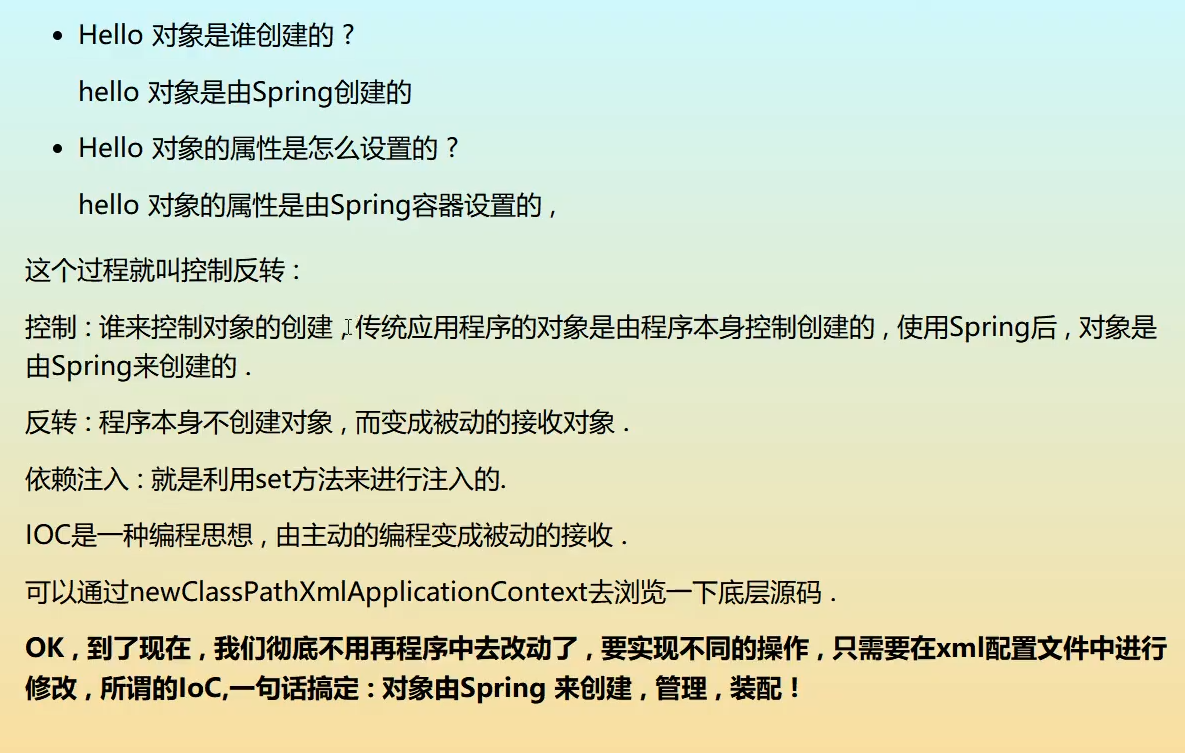 • Hello 对象是谁创建的 ?
hello 对象是由Spring创建的
• Hello 对象的属性是怎么设置的 ?
hello 对象的属性是由Spring容器设置的 ,
这个过程就叫控制反转 :
控制 : 谁来控制对象的创建 , 传统应用程序的对象是由程序本身控制创建的 , 使用Spring后 , 对象是
由Spring来创建的 .
反转 : 程序本身不创建对象 , 而变成被动的接收对象 .
依赖注入 : 就是利用set方法来进行注入的.
IOC是一种编程思想 , 由主动的编程变成被动的接收 .
可以通过newClassPathXmlApplicationContext去浏览一下底层源码 .
OK , 到了现在 , 我们彻底不用再程序中去改动了 , 要实现不同的操作 , 只需要在xml配置文件中进行
修改 , 所谓的IoC,一句话搞定 : 对象由Spring 来创建 , 管理 , 装配 !